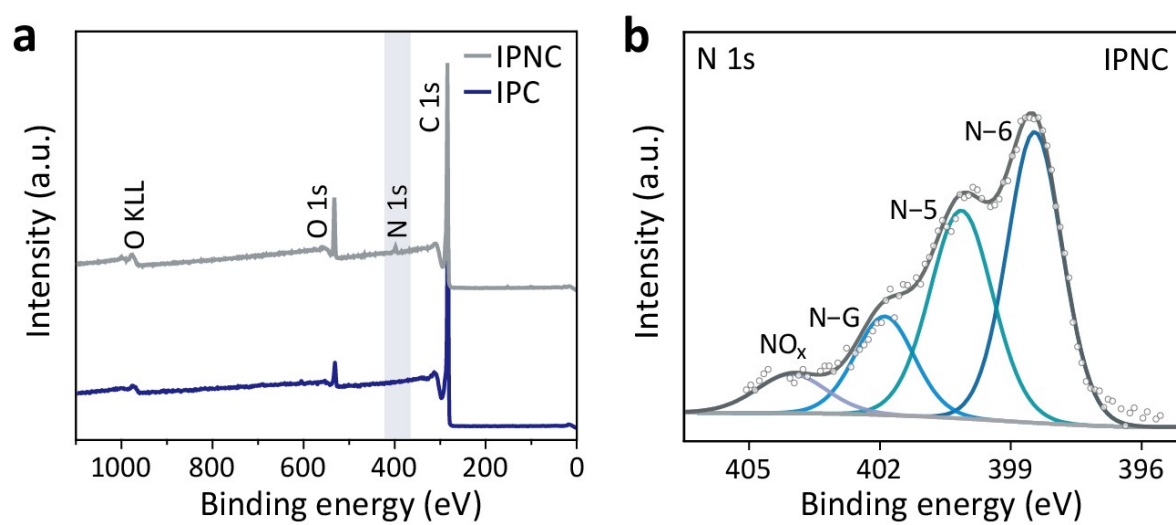 a
IPNC
IPC
O KLL
O 1s
N 1s
C 1s
Intensity (a.u.)
1000
800
600
400
200
0
Binding energy (eV)
b
N 1s
IPNC
N−6
N−5
N−G
NOₓ
Intensity (a.u.)
405
402
399
396
Binding energy (eV)